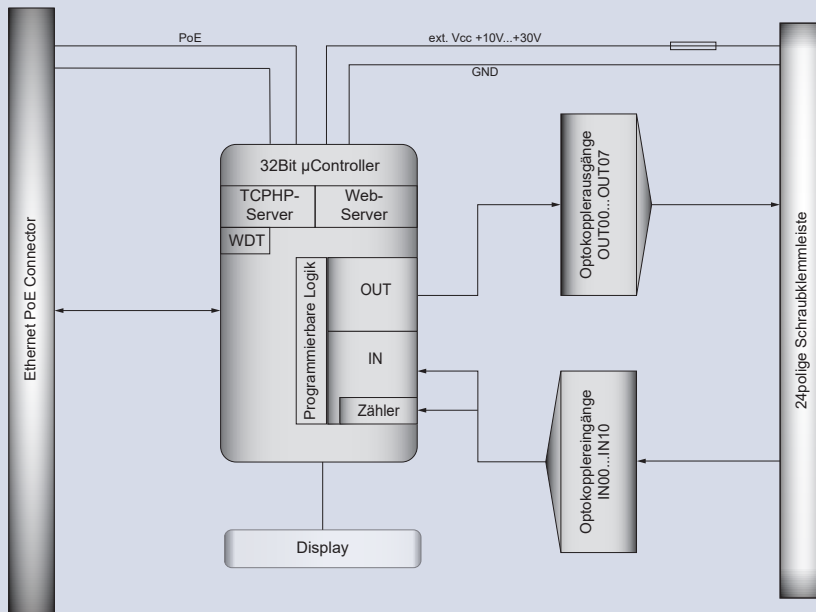 PoE
ext. Vcc +10V...+30V
GND
Ethernet PoE Connector
32Bit µController
TCPHP-
Server
Web-
Server
WDT
Programmierbare Logik
OUT
IN
Zähler
Optokopplerausgänge
OUT00... OUT07
Optokopplereingänge
IN00...IN10
24polige Schraubklemmleiste
Display